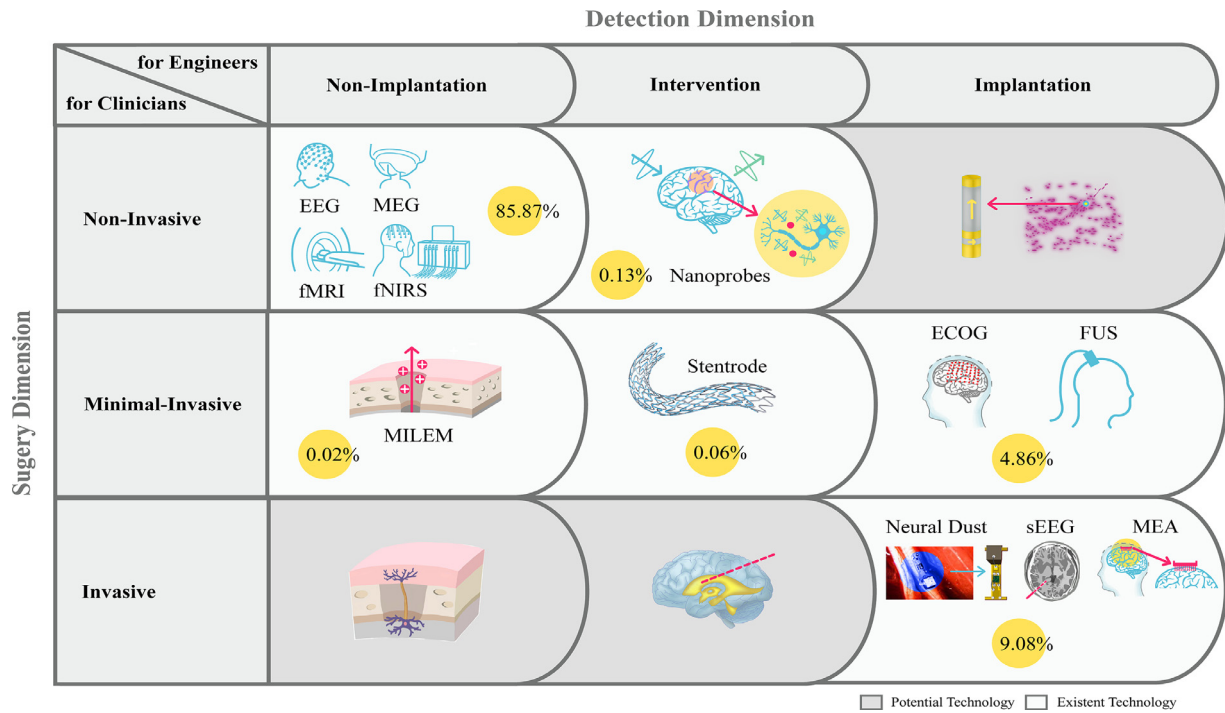 Detection Dimension
for Engineers
for Clinicians
Non-Implantation
Intervention
Implantation
Sugery Dimension
Non-Invasive
EEG
MEG
fMRI
fNIRS
85.87%
0.13%
Nanoprobes
Minimal-Invasive
MILEM
0.02%
Stentrode
0.06%
ECOG
FUS
4.86%
Invasive
Neural Dust
sEEG
MEA
9.08%
Potential Technology
Existent Technology